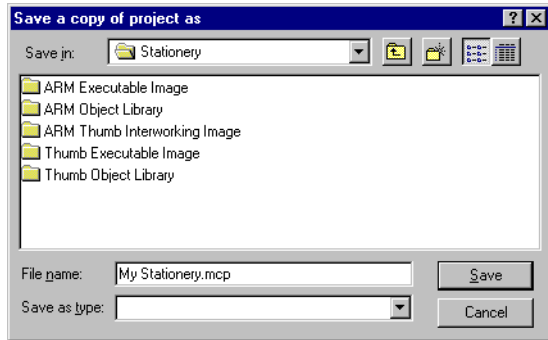 Save a copy of project as
Save in: Stationery
ARM Executable Image
ARM Object Library
ARM Thumb Interworking Image
Thumb Executable Image
Thumb Object Library
File name: My Stationery.mcp Save
Save as type: Cancel